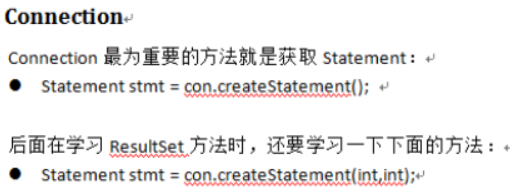 Connection
Connection 最为重要的方法就是获取 Statement：
● Statement stmt = con.createStatement();
后面在学习 ResultSet 方法时，还要学习一下下面的方法：
● Statement stmt = con.createStatement(int,int);